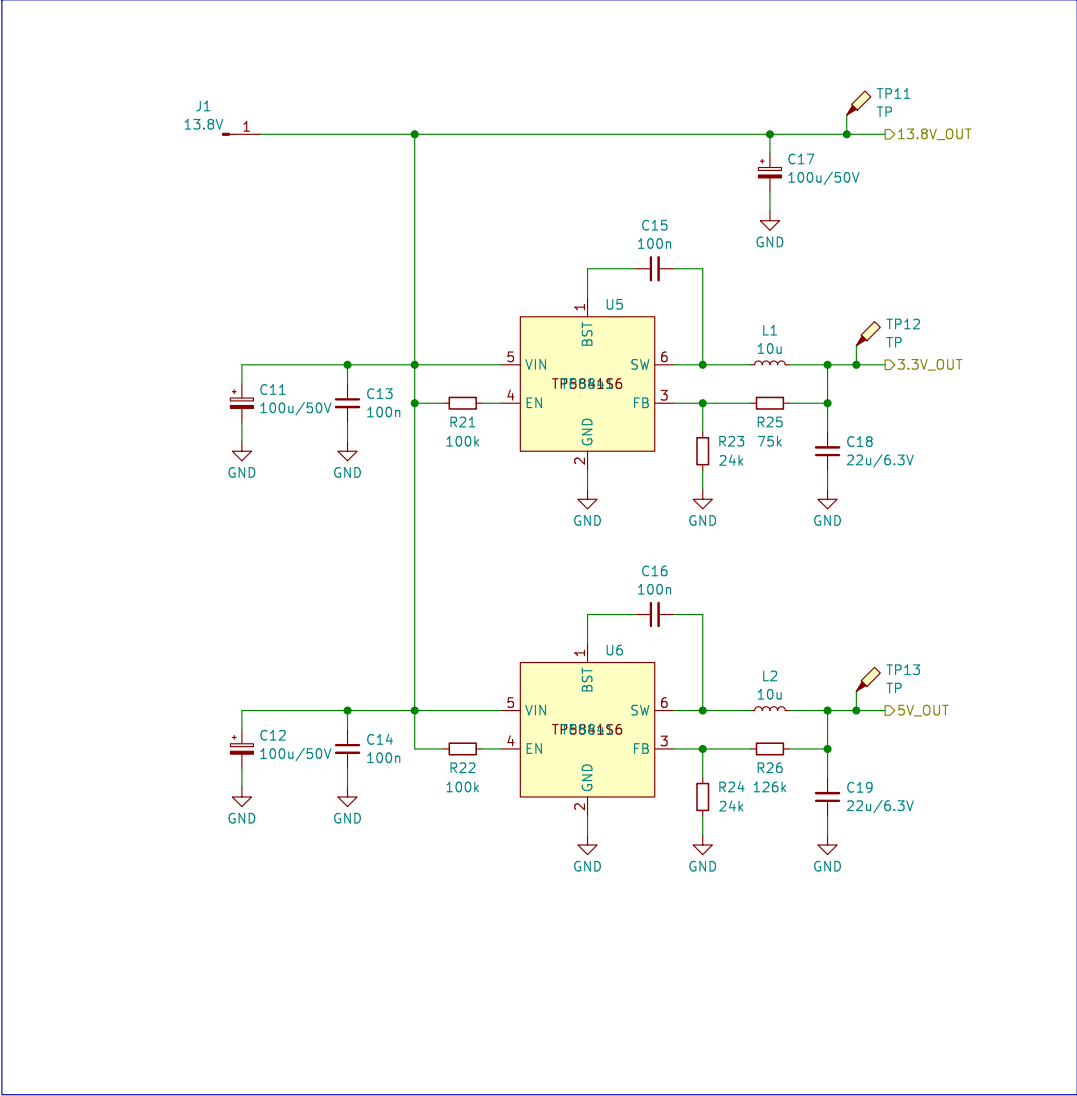 J1
13.8V
1
TP11
TP
13.8V_OUT
C17
100u/50V
GND
C15
100n
U5
1
BST
5
VIN
SW
6
4
EN
FB
3
GND
2
GND
L1
10u
TP12
TP
3.3V_OUT
C11
100u/50V
GND
C13
100n
GND
R21
100k
R23
24k
GND
R25
75k
C18
22u/6.3V
GND
C16
100n
U6
1
BST
5
VIN
SW
6
4
EN
FB
3
GND
2
GND
L2
10u
TP13
TP
5V_OUT
C12
100u/50V
GND
C14
100n
GND
R22
100k
R24
24k
GND
R26
126k
C19
22u/6.3V
GND